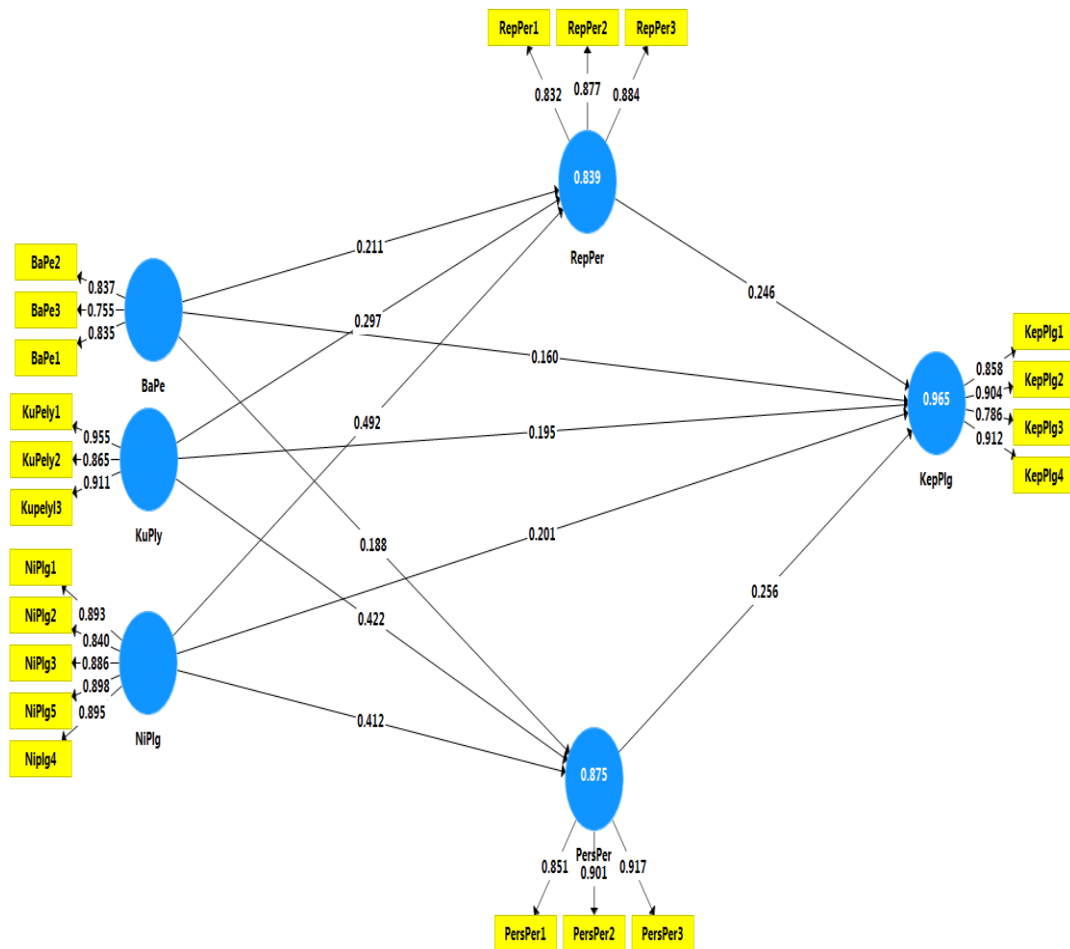 RepPer1 RepPer2 RepPer3
0.832 0.877 0.884
0.839
RepPer
0.211
0.297
0.492
0.246
BaPe2
BaPe3
BaPe1
0.837
0.755
0.835
BaPe
0.160
KuPely1
KuPely2
Kupelyl3
0.955
0.865
0.911
KuPly
0.195
0.965
KepPlg
KepPlg1
KepPlg2
KepPlg3
KepPlg4
0.858
0.904
0.786
0.912
0.188
0.201
0.422
0.256
NiPlg1
NiPlg2
NiPlg3
NiPlg5
Niplg4
0.893
0.840
0.886
0.898
0.895
NiPlg
0.412
0.875
PersPer
0.851 0.901 0.917
PersPer1 PersPer2 PersPer3